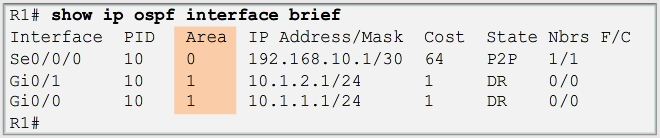 R1# show ip ospf interface brief
Interface PID Area IP Address/Mask Cost State Nbrs F/C
Se0/0/0 10 0 192.168.10.1/30 64 P2P 1/1
Gi0/1 10 1 10.1.2.1/24 1 DR 0/0
Gi0/0 10 1 10.1.1.1/24 1 DR 0/0
R1#